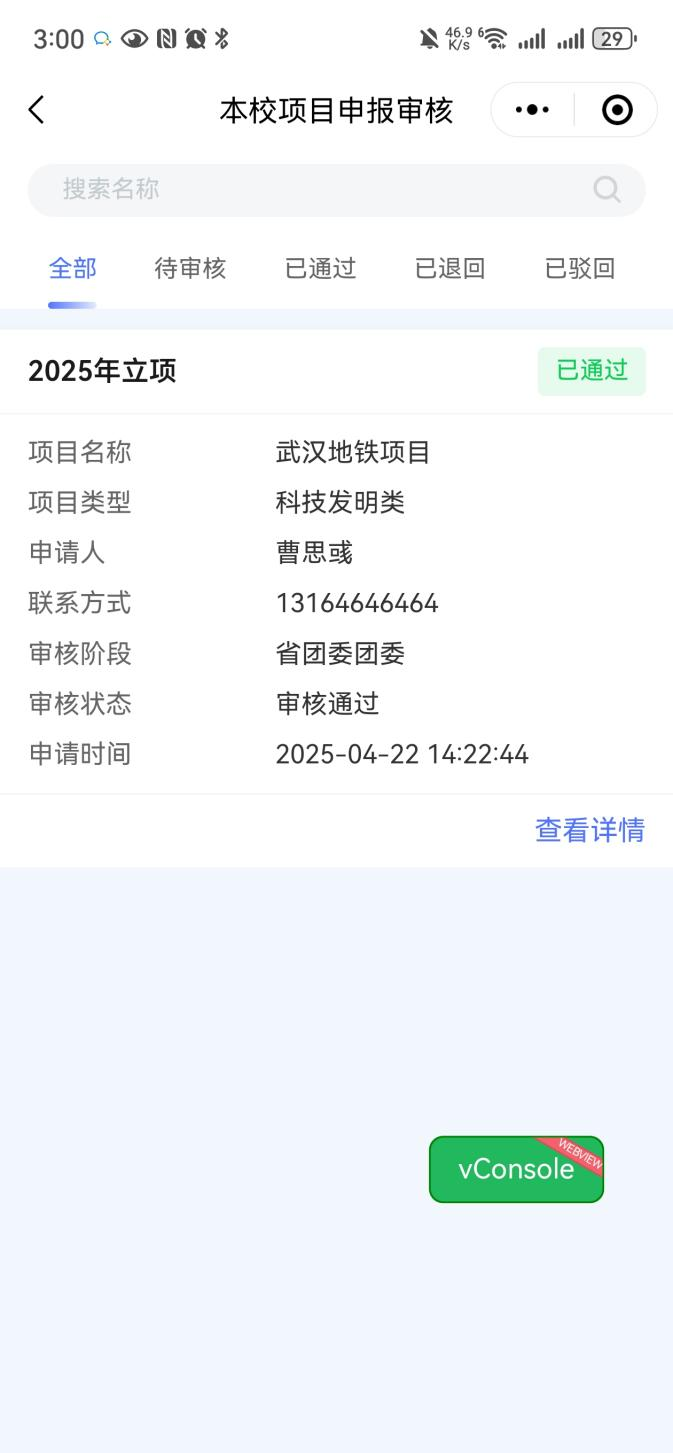 3:00 46.9 K/s 6 29
本校项目申报审核
搜索名称
全部 待审核 已通过 已退回 已驳回
2025年立项 已通过
项目名称 武汉地铁项目
项目类型 科技发明类
申请人 曹思彧
联系方式 13164646464
审核阶段 省团委团委
审核状态 审核通过
申请时间 2025-04-22 14:22:44
查看详情
vConsole
WEBVIEW